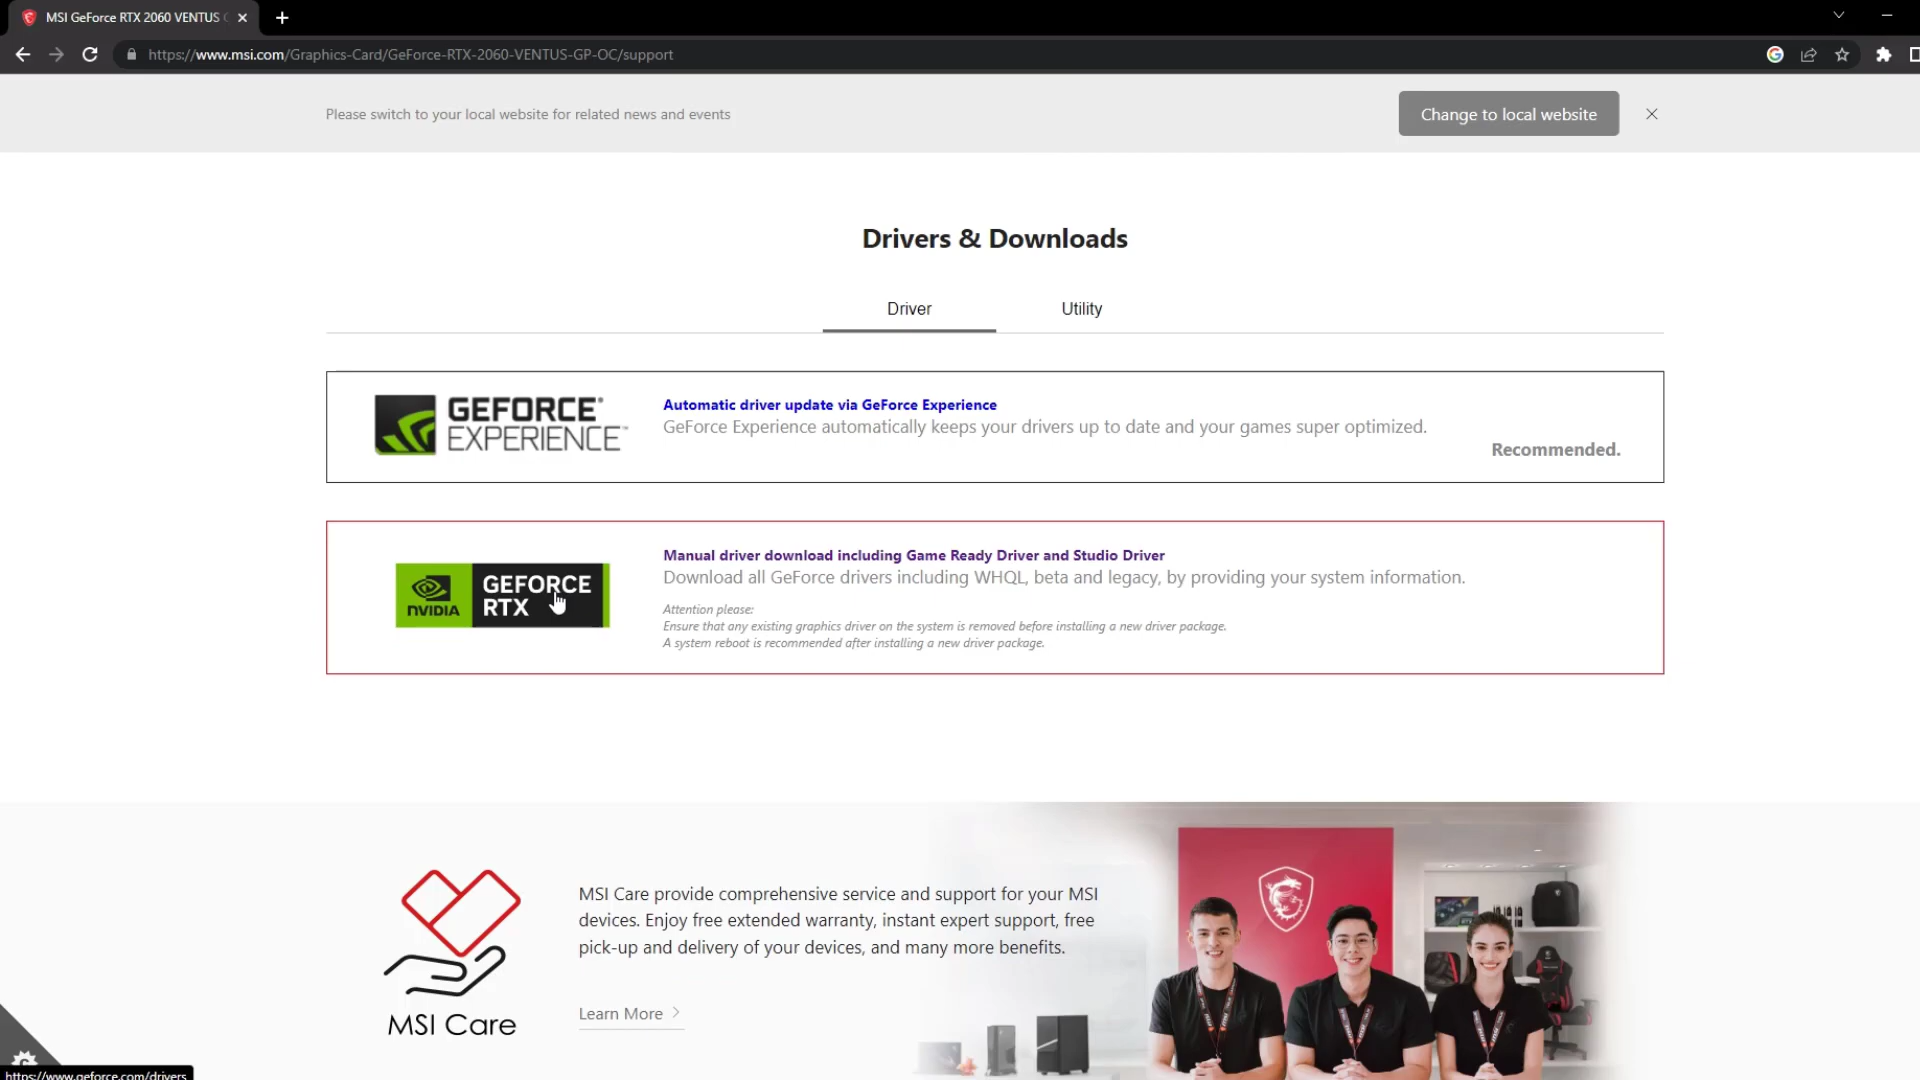 MSI GeForce RTX 2060 VENTUS
https://www.msi.com/Graphics-Card/GeForce-RTX-2060-VENTUS-GP-OC/support
Please switch to your local website for related news and events
Change to local website
Drivers & Downloads
Driver
Utility
GEFORCE
EXPERIENCE
Automatic driver update via GeForce Experience
GeForce Experience automatically keeps your drivers up to date and your games super optimized.
Recommended.
NVIDIA
GEFORCE
RTX
Manual driver download including Game Ready Driver and Studio Driver
Download all GeForce drivers including WHQL, beta and legacy, by providing your system information.
Attention please:
Ensure that any existing graphics driver on the system is removed before installing a new driver package.
A system reboot is recommended after installing a new driver package.
MSI Care
MSI Care provide comprehensive service and support for your MSI
devices. Enjoy free extended warranty, instant expert support, free
pick-up and delivery of your devices, and many more benefits.
Learn More
https://www.geforce.com/drivers